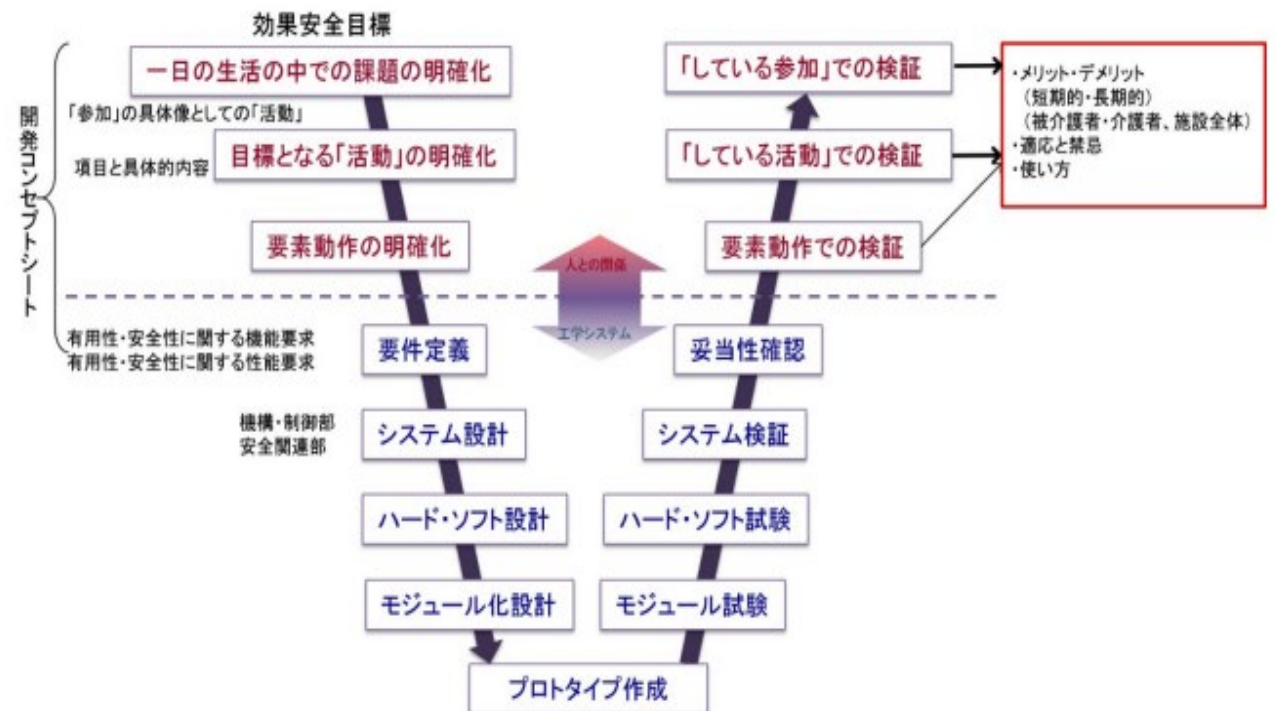 効果安全目標
一日の生活の中での課題の明確化
「参加」の具体像としての「活動」
目標となる「活動」の明確化
項目と具体的内容
要素動作の明確化
開発コンセプトシート
有用性・安全性に関する機能要求
有用性・安全性に関する性能要求
要件定義
機構・制御部
安全関連部
システム設計
ハード・ソフト設計
モジュール化設計
プロトタイプ作成
モジュール試験
ハード・ソフト試験
システム検証
妥当性確認
人との関係
工学システム
要素動作での検証
「している活動」での検証
「している参加」での検証
・メリット・デメリット
(短期的・長期的)
(被介護者・介護者、施設全体)
・適応と禁忌
・使い方